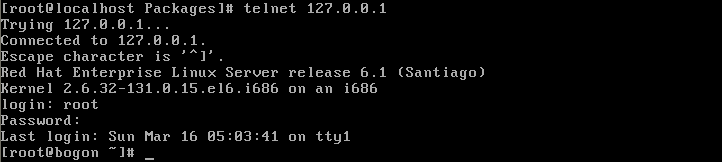 [root@localhost Packages]# telnet 127.0.0.1
Trying 127.0.0.1...
Connected to 127.0.0.1.
Escape character is '^]'.
Red Hat Enterprise Linux Server release 6.1 (Santiago)
Kernel 2.6.32-131.0.15.el6.i686 on an i686
login: root
Password:
Last login: Sun Mar 16 05:03:41 on tty1
[root@bogon ~]# _